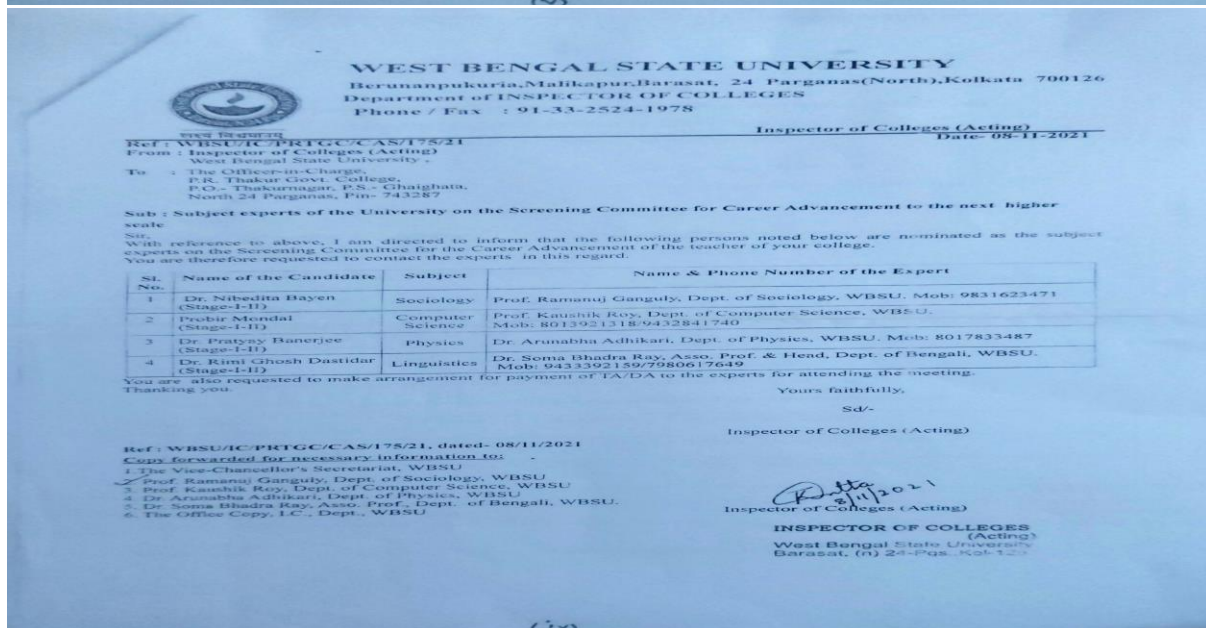 WEST BENGAL STATE UNIVERSITY
Berunanpukuria,Malikapur,Barasat, 24 Parganas(North),Kolkata 700126
Department of INSPECTOR OF COLLEGES
Phone / Fax : 91-33-2524-1978
Inspector of Colleges (Acting)
Ref : WBSU/IC/PRTGC/CAS/175/21 Date- 08-11-2021
From : Inspector of Colleges (Acting)
West Bengal State University ,
To : The Officer-in-Charge,
P.R. Thakur Govt. College,
P.O.- Thakurnagar, P.S.- Ghaighata,
North 24 Parganas, Pin- 743287
Sub : Subject experts of the University on the Screening Committee for Career Advancement to the next higher
scale
Sir,
With reference to above, I am directed to inform that the following persons noted below are nominated as the subject
experts on the Screening Committee for the Career Advancement of the teacher of your college.
You are therefore requested to contact the experts in this regard.
Sl. No. Name of the Candidate Subject Name & Phone Number of the Expert
1 Dr. Nibedita Bayen (Stage-I-II) Sociology Prof. Ramanuj Ganguly, Dept. of Sociology, WBSU. Mob: 9831623471
2 Probir Mondal (Stage-I-II) Computer Science Prof. Kaushik Roy, Dept. of Computer Science, WBSU. Mob: 8013921318/9432841740
3 Dr. Pratyay Banerjee (Stage-I-II) Physics Dr. Arunabha Adhikari, Dept. of Physics, WBSU. Mob: 8017833487
4 Dr. Rimi Ghosh Dastidar (Stage-I-II) Linguistics Dr. Soma Bhadra Ray, Asso. Prof. & Head, Dept. of Bengali, WBSU. Mob: 9433392159/7980617649
You are also requested to make arrangement for payment of TA/DA to the experts for attending the meeting.
Thanking you.
Yours faithfully,
Sd/-
Inspector of Colleges (Acting)
Ref : WBSU/IC/PRTGC/CAS/175/21, dated- 08/11/2021
Copy forwarded for necessary information to:
1. The Vice-Chancellor's Secretariat, WBSU
Prof. Ramanuj Ganguly, Dept. of Sociology, WBSU
3. Prof. Kaushik Roy, Dept. of Computer Science, WBSU
4. Dr. Arunabha Adhikari, Dept. of Physics, WBSU
5. Dr. Soma Bhadra Ray, Asso. Prof., Dept. of Bengali, WBSU.
6. The Office Copy, I.C., Dept., WBSU
8/11/2021
Inspector of Colleges (Acting)
INSPECTOR OF COLLEGES
(Acting)
West Bengal State University
Barasat, (n) 24-Pgs.